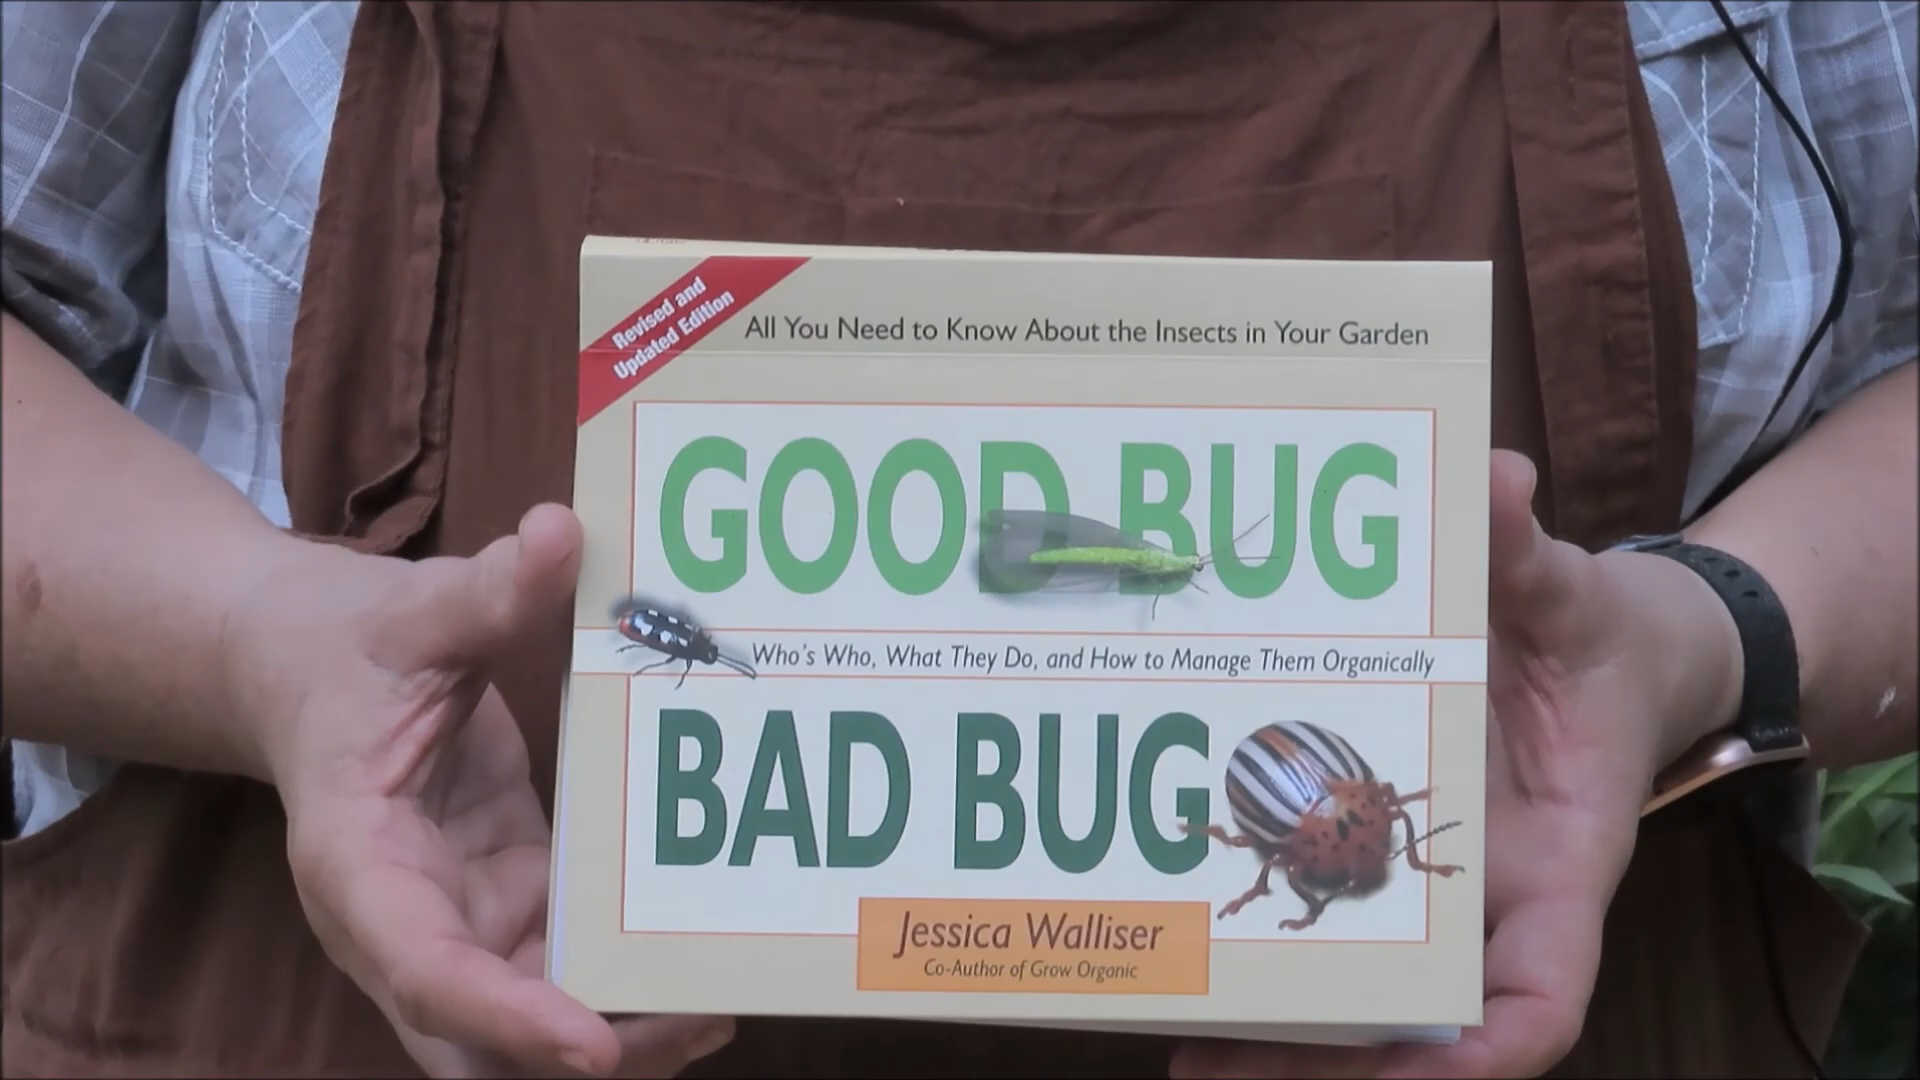 Revised and
Updated Edition
All You Need to Know About the Insects in Your Garden
GOOD BUG
Who's Who, What They Do, and How to Manage Them Organically
BAD BUG
Jessica Walliser
Co-Author of Grow Organic